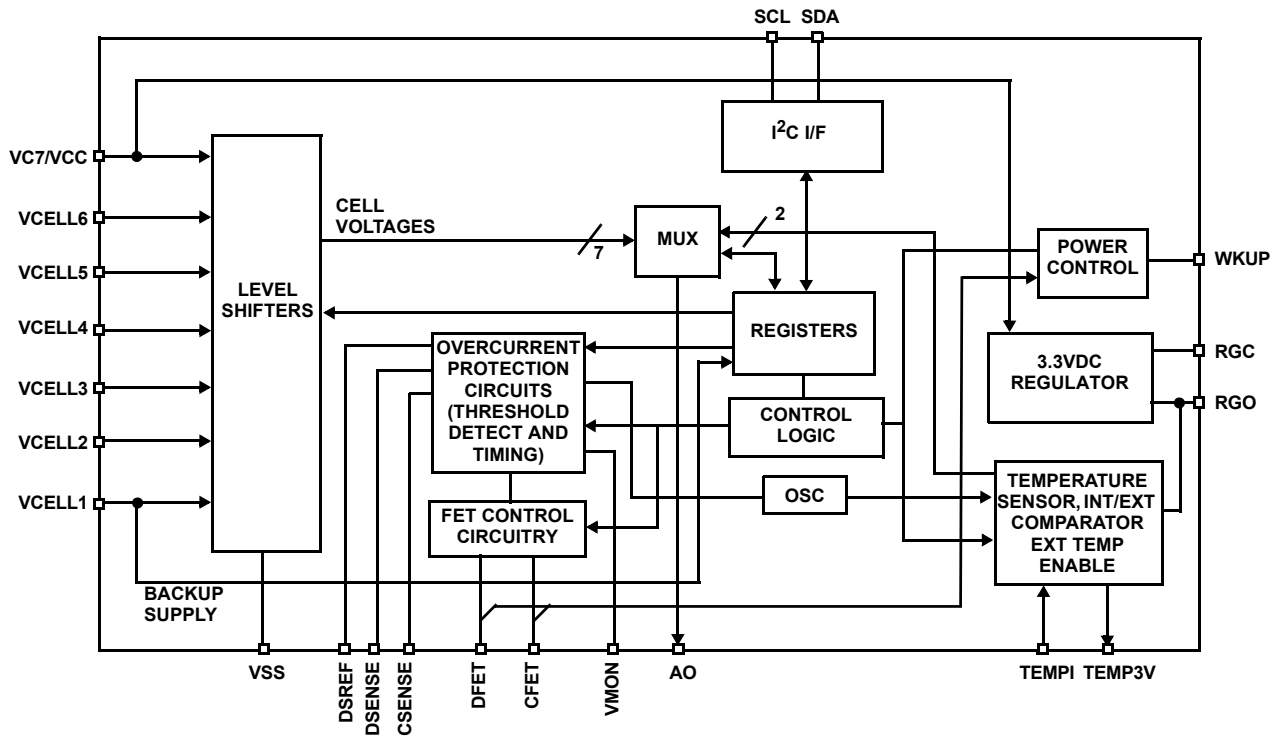 SCL SDA
I2C I/F
VC7/VCC
VCELL6
VCELL5
VCELL4
VCELL3
VCELL2
VCELL1
LEVEL
SHIFTERS
CELL
VOLTAGES
7
MUX
2
POWER
CONTROL
WKUP
REGISTERS
3.3VDC
REGULATOR
RGC
RGO
OVERCURRENT
PROTECTION
CIRCUITS
(THRESHOLD
DETECT AND
TIMING)
CONTROL
LOGIC
OSC
TEMPERATURE
SENSOR, INT/EXT
COMPARATOR
EXT TEMP
ENABLE
FET CONTROL
CIRCUITRY
BACKUP
SUPPLY
VSS
DSREF
DSENSE
CSENSE
DFET
CFET
VMON
AO
TEMPI TEMP3V